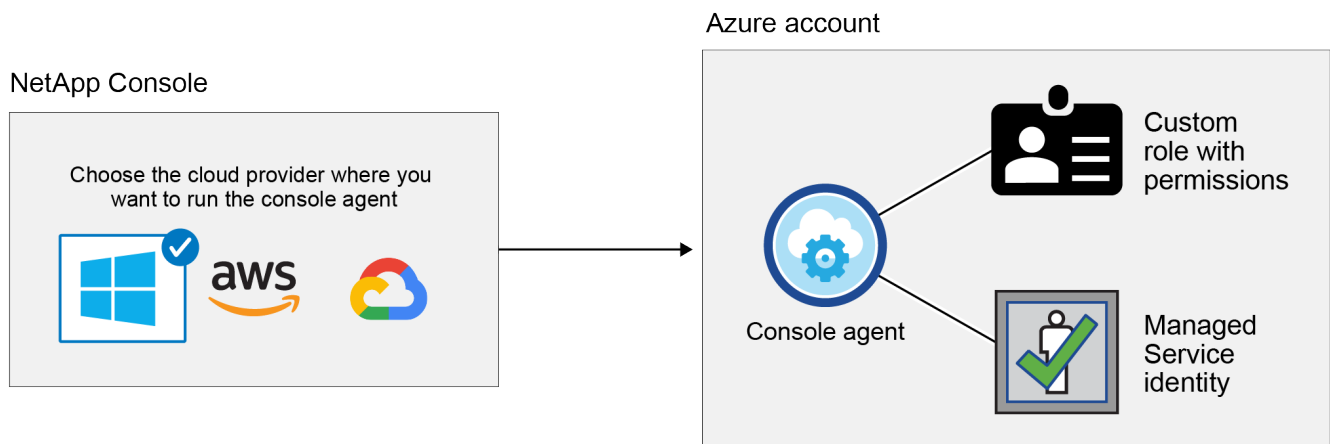 Azure account
NetApp Console
Choose the cloud provider where you
want to run the console agent
aws
Console agent
Custom
role with
permissions
Managed
Service
identity